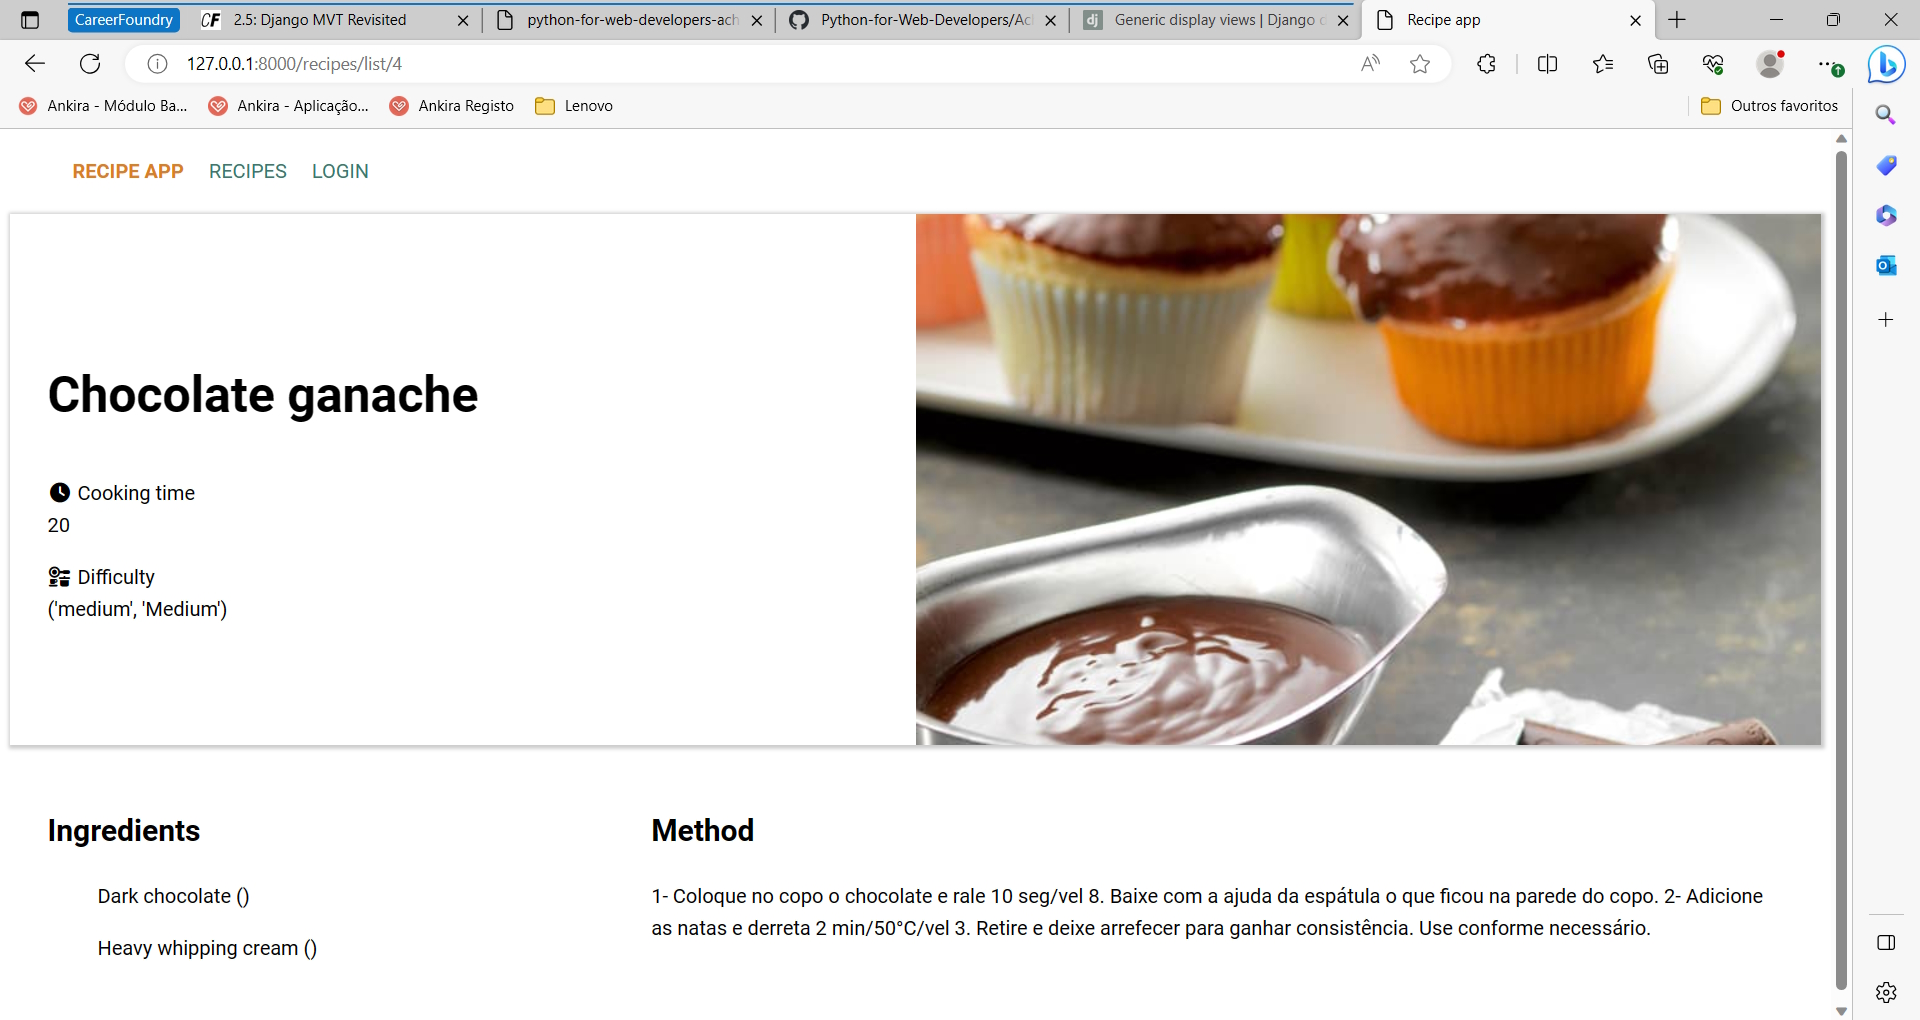 CareerFoundry
CF 2.5: Django MVT Revisited
python-for-web-developers-ach
Python-for-Web-Developers/Ac
dj Generic display views | Django
Recipe app
127.0.0.1:8000/recipes/list/4
Ankira - Módulo Ba...
Ankira - Aplicação...
Ankira Registo
Lenovo
Outros favoritos
RECIPE APP RECIPES LOGIN
Chocolate ganache
Cooking time
20
Difficulty
('medium', 'Medium')
Ingredients
Dark chocolate ()
Heavy whipping cream ()
Method
1- Coloque no copo o chocolate e rale 10 seg/vel 8. Baixe com a ajuda da espátula o que ficou na parede do copo. 2- Adicione
as natas e derreta 2 min/50°C/vel 3. Retire e deixe arrefecer para ganhar consistência. Use conforme necessário.